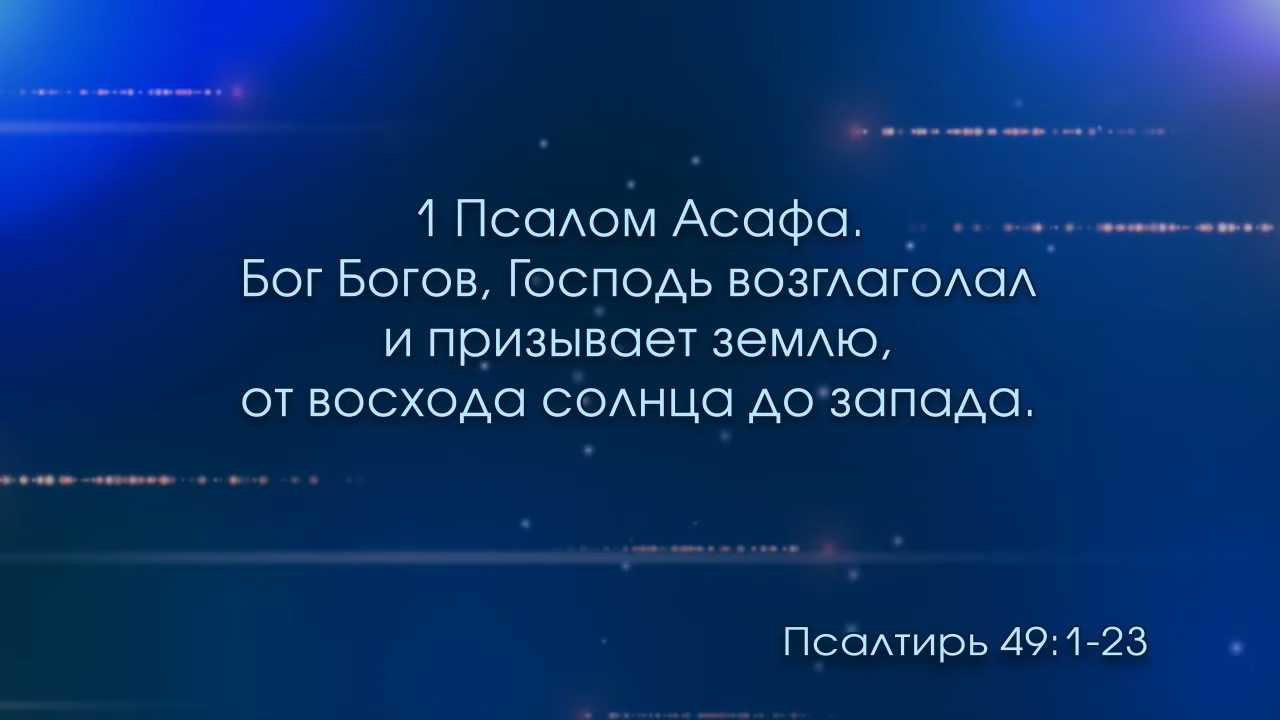 1 Псалом Асафа.
Бог Богов, Господь возглаголал
и призывает землю,
от восхода солнца до запада.
Псалтирь 49:1-23